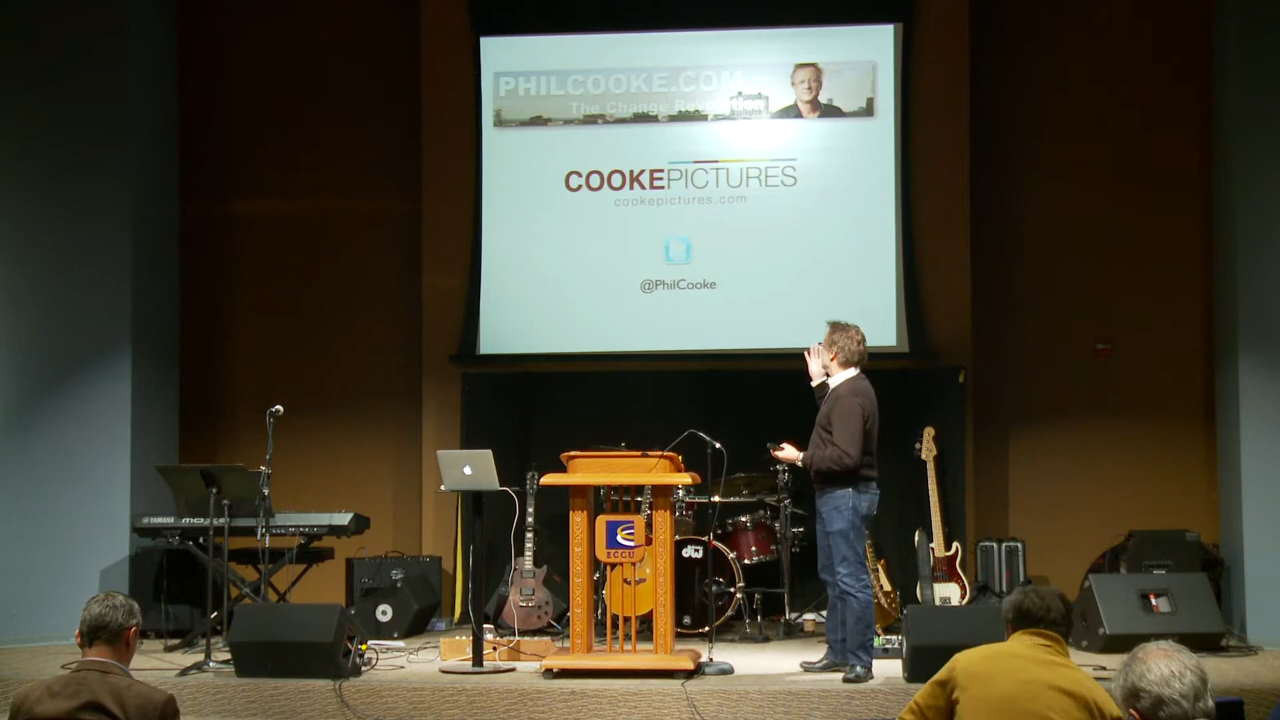 PHILCOOKE.COM
The Change Revolution
COOKEPICTURES
cookepictures.com
@PhilCooke
YAMAHA
dw
ECCU